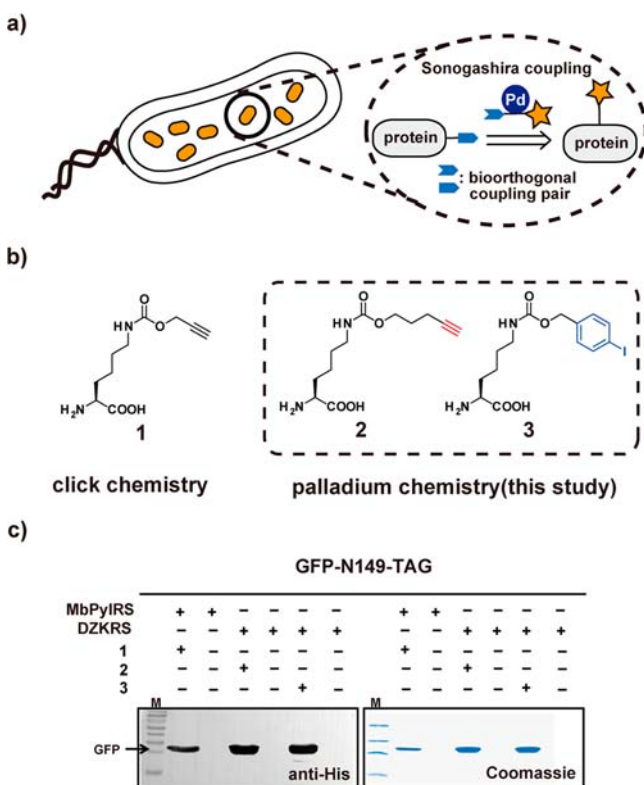 a)
Sonogashira coupling
Pd
protein
protein
: bioorthogonal
coupling pair
b)
O
HN
O
H₂N
COOH
1
O
HN
O
H₂N
COOH
2
O
HN
O
I
H₂N
COOH
3
click chemistry
palladium chemistry(this study)
c)
GFP-N149-TAG
MbPylRS + + – – – – + + – – – –
DZKRS – – + + + + – – + + + +
1 + – – – – – + – – – – –
2 – – + – – – – – + – – –
3 – – – – + – – – – – + –
M M
GFP
anti-His
Coomassie